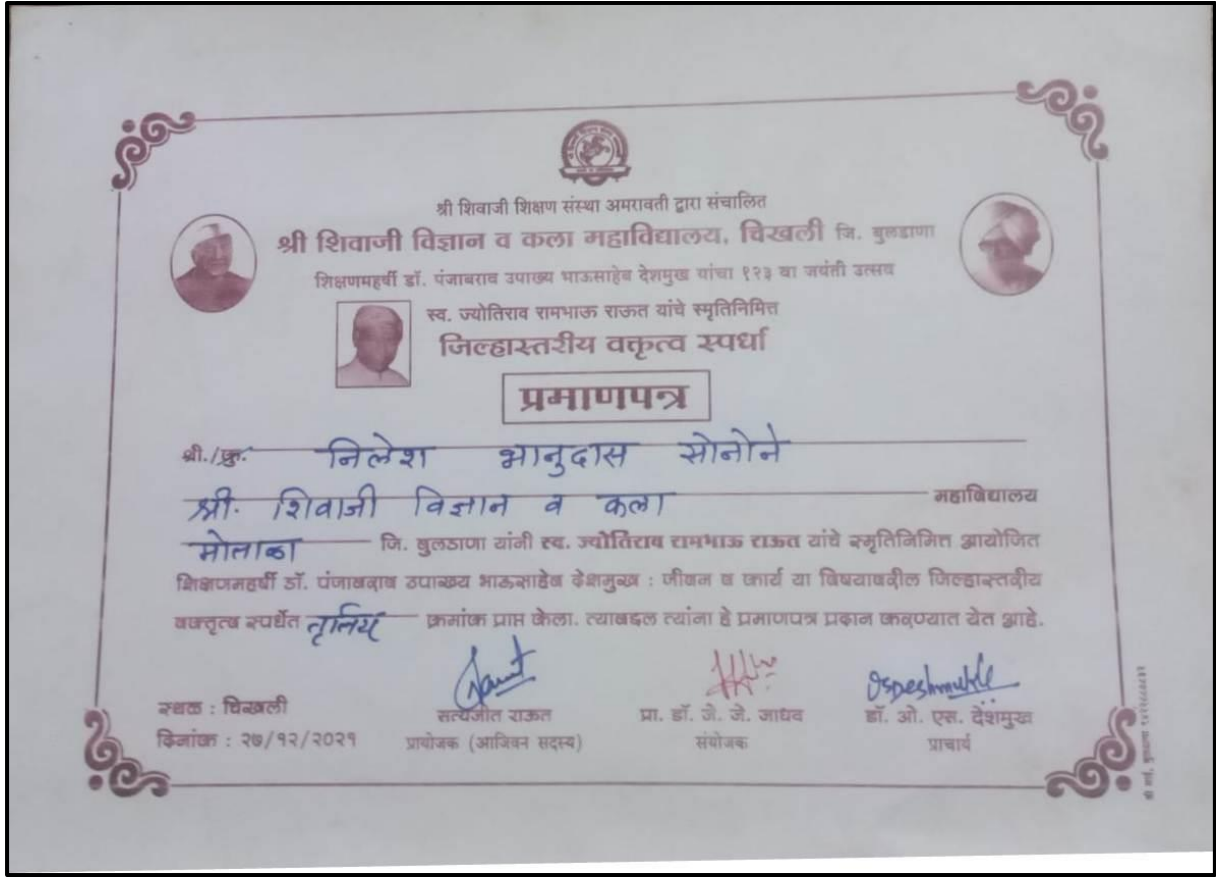 श्री शिवाजी शिक्षण संस्था अमरावती द्वारा संचालित
श्री शिवाजी विज्ञान व कला महाविद्यालय, चिखली जि. बुलडाणा
शिक्षणमहर्षी डॉ. पंजाबराव उपाख्य भाऊसाहेब देशमुख यांचा १२३ वा जयंती उत्सव
स्व. ज्योतिराव रामभाऊ राऊत यांचे स्मृतिनिमित्त
जिल्हास्तरीय वक्तृत्व स्पर्धा
प्रमाणपत्र
श्री./कु. निलेश भानुदास सोनोने
श्री. शिवाजी विज्ञान व कला महाविद्यालय
मोताळा जि. बुलडाणा यांनी स्व. ज्योतिराव रामभाऊ राऊत यांचे स्मृतिनिमित्त आयोजित
शिक्षणमहर्षी डॉ. पंजाबराव उपाख्य भाऊसाहेब देशमुख : जीवन व कार्य या विषयावरील जिल्हास्तरीय
वक्तृत्व स्पर्धेत तृतिय क्रमांक प्राप्त केला. त्याबद्दल त्यांना हे प्रमाणपत्र प्रदान करण्यात येत आहे.
स्थळ : चिखली
दिनांक : २७/१२/२०२१
सत्यजीत राऊत
प्रायोजक (आजिवन सदस्य)
प्रा. डॉ. जे. जे. जाधव
संयोजक
डॉ. ओ. एस. देशमुख
प्राचार्य